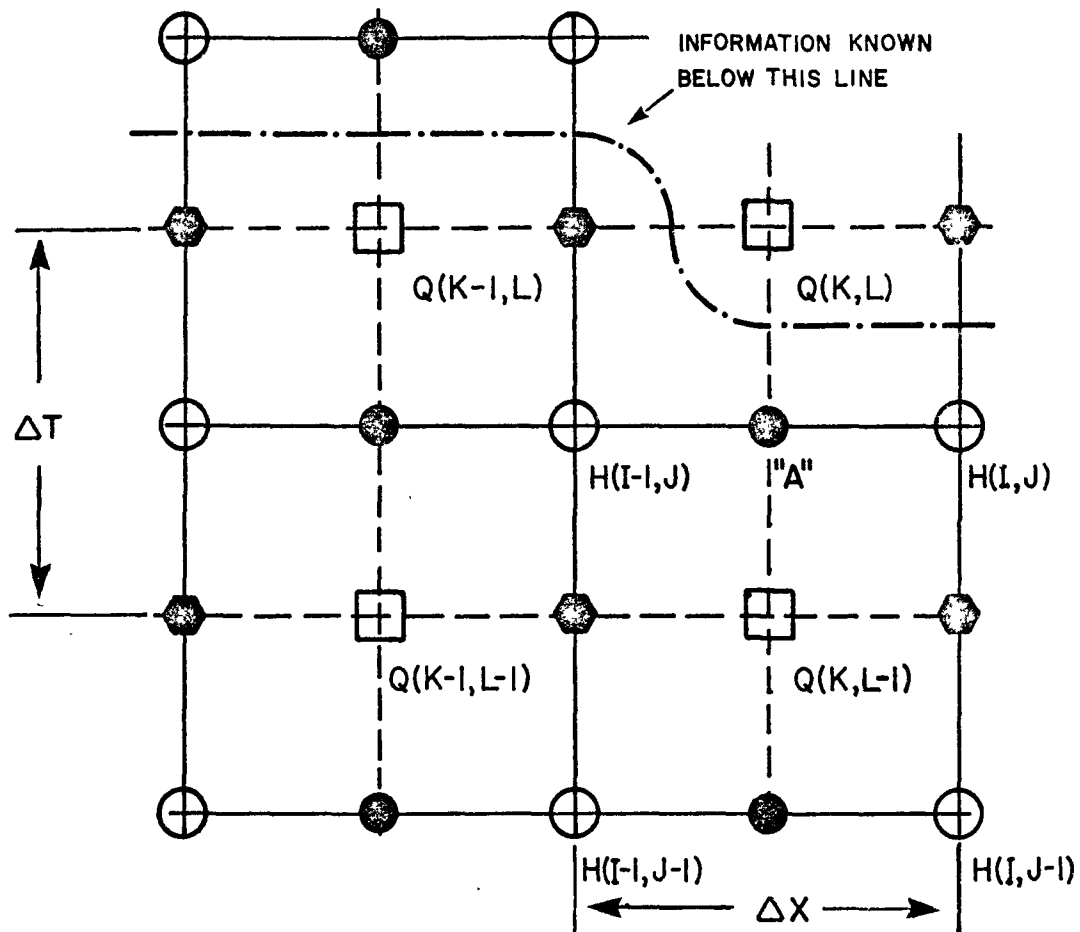 INFORMATION KNOWN
BELOW THIS LINE
Q(K-1,L)
Q(K,L)
ΔT
H(I-1,J)
"A"
H(I,J)
Q(K-1,L-1)
Q(K,L-1)
H(I-1,J-1)
H(I,J-1)
ΔX